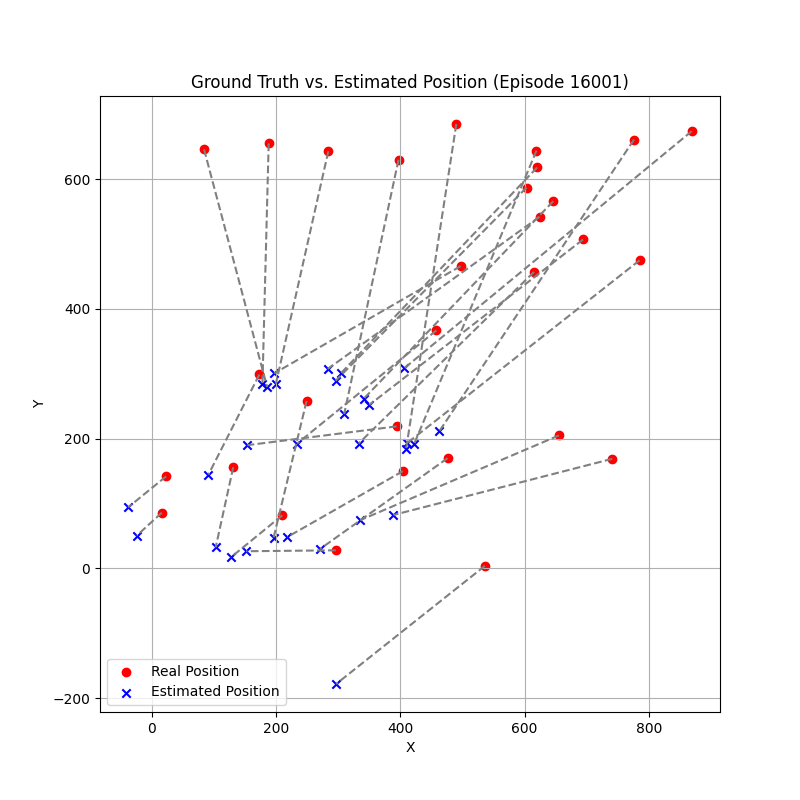 Ground Truth vs. Estimated Position (Episode 16001)
Y
600
400
200
0
−200
Real Position
Estimated Position
0 200 400 600 800
X